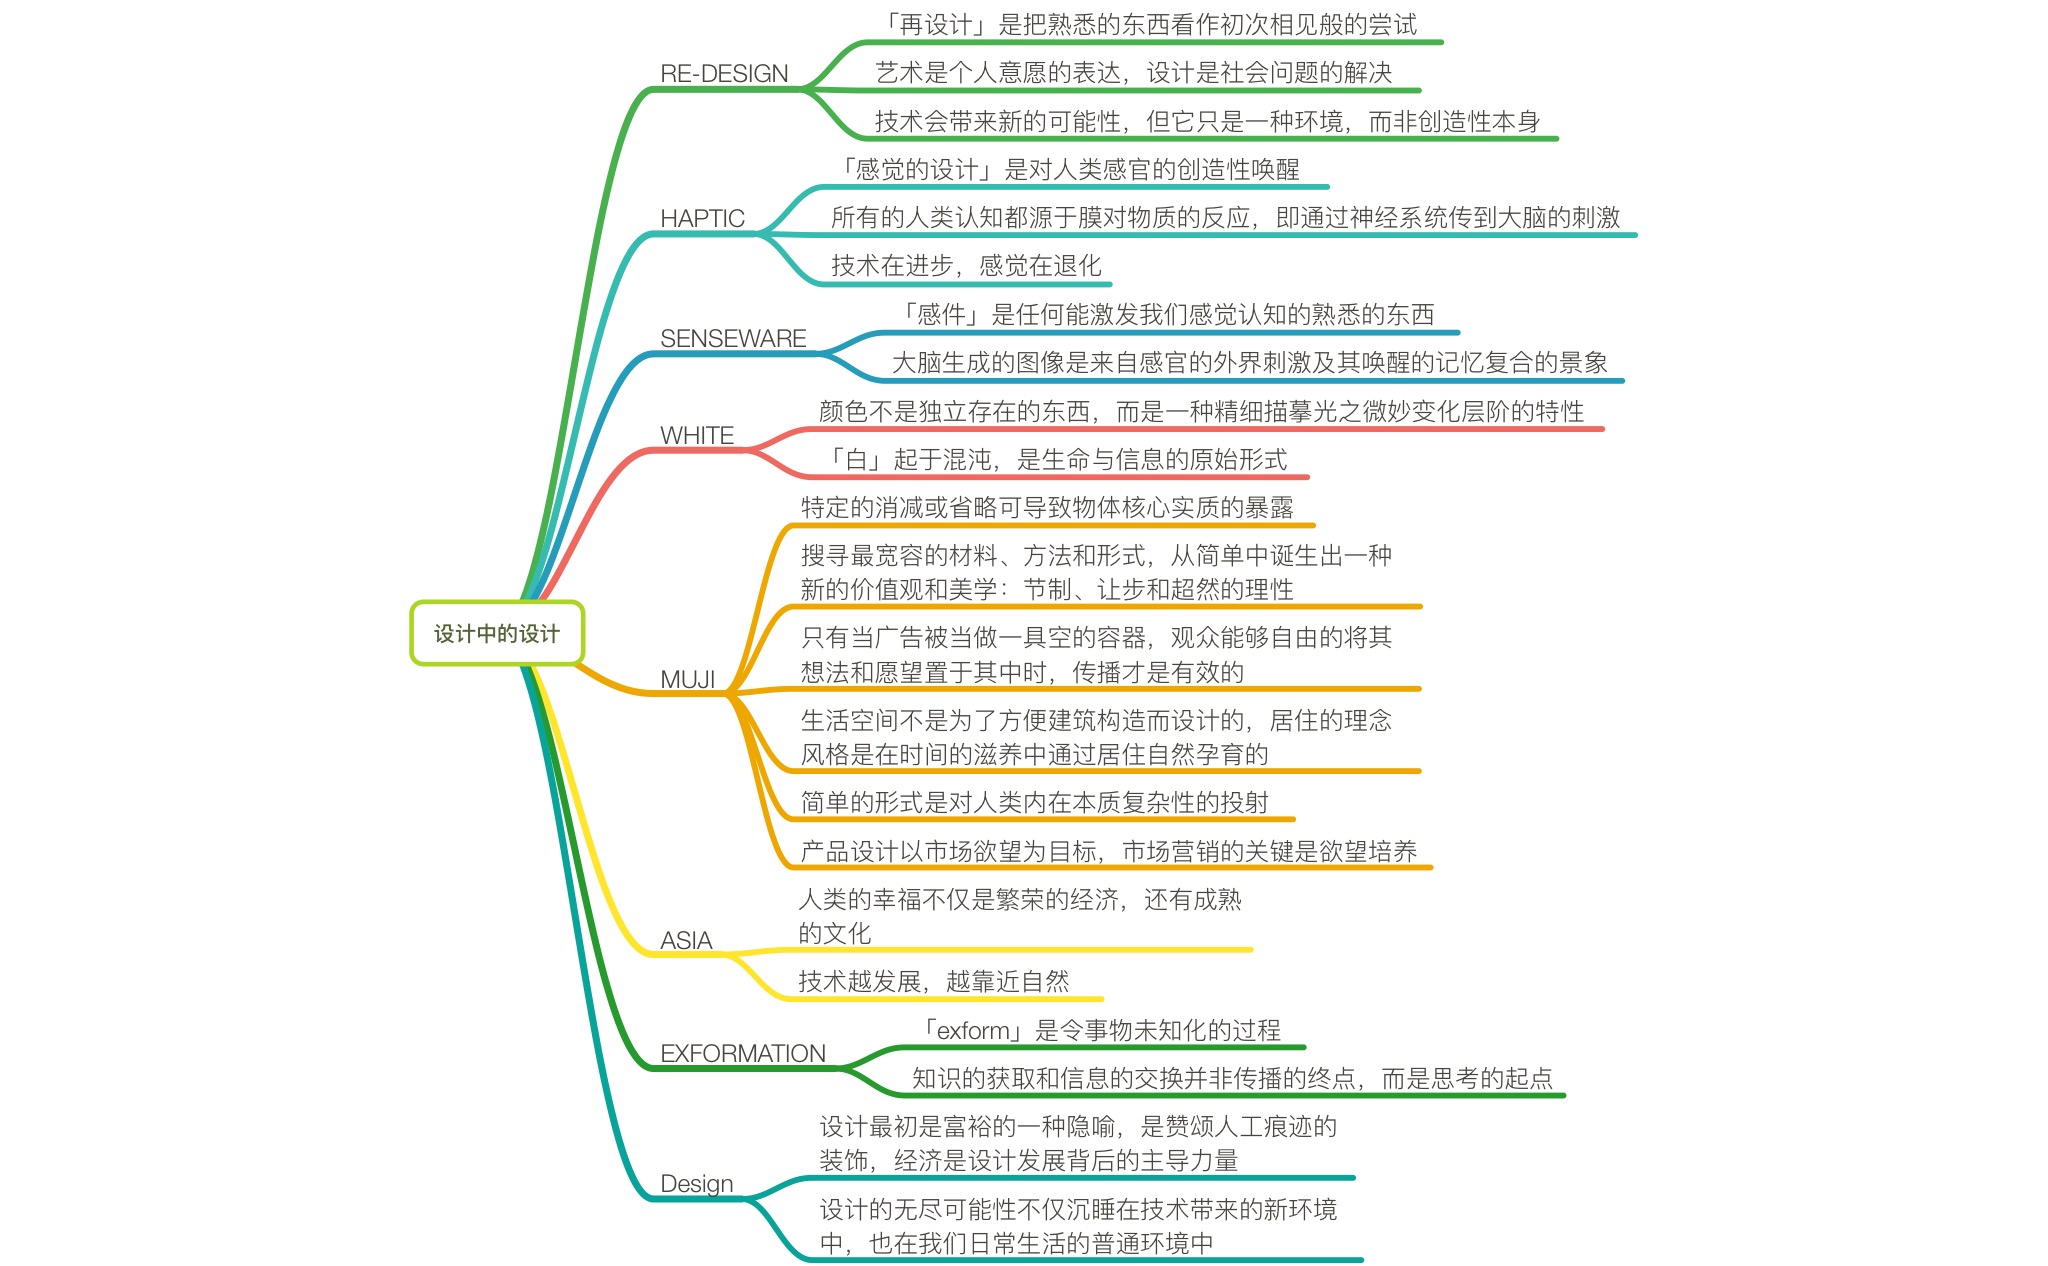 设计中的设计
RE-DESIGN
「再设计」是把熟悉的东西看作初次相见般的尝试
艺术是个人意愿的表达，设计是社会问题的解决
技术会带来新的可能性，但它只是一种环境，而非创造性本身
HAPTIC
「感觉的设计」是对人类感官的创造性唤醒
所有的人类认知都源于膜对物质的反应，即通过神经系统传到大脑的刺激
技术在进步，感觉在退化
SENSEWARE
「感件」是任何能激发我们感觉认知的熟悉的东西
大脑生成的图像是来自感官的外界刺激及其唤醒的记忆复合的景象
WHITE
颜色不是独立存在的东西，而是一种精细描摹光之微妙变化层阶的特性
「白」起于混沌，是生命与信息的原始形式
MUJI
特定的消减或省略可导致物体核心实质的暴露
搜寻最宽容的材料、方法和形式，从简单中诞生出一种
新的价值观和美学：节制、让步和超然的理性
只有当广告被当做一具空的容器，观众能够自由的将其
想法和愿望置于其中时，传播才是有效的
生活空间不是为了方便建筑构造而设计的，居住的理念
风格是在时间的滋养中通过居住自然孕育的
简单的形式是对人类内在本质复杂性的投射
产品设计以市场欲望为目标，市场营销的关键是欲望培养
ASIA
人类的幸福不仅是繁荣的经济，还有成熟
的文化
技术越发展，越靠近自然
EXFORMATION
「exform」是令事物未知化的过程
知识的获取和信息的交换并非传播的终点，而是思考的起点
Design
设计最初是富裕的一种隐喻，是赞颂人工痕迹的
装饰，经济是设计发展背后的主导力量
设计的无尽可能性不仅沉睡在技术带来的新环境
中，也在我们日常生活的普通环境中